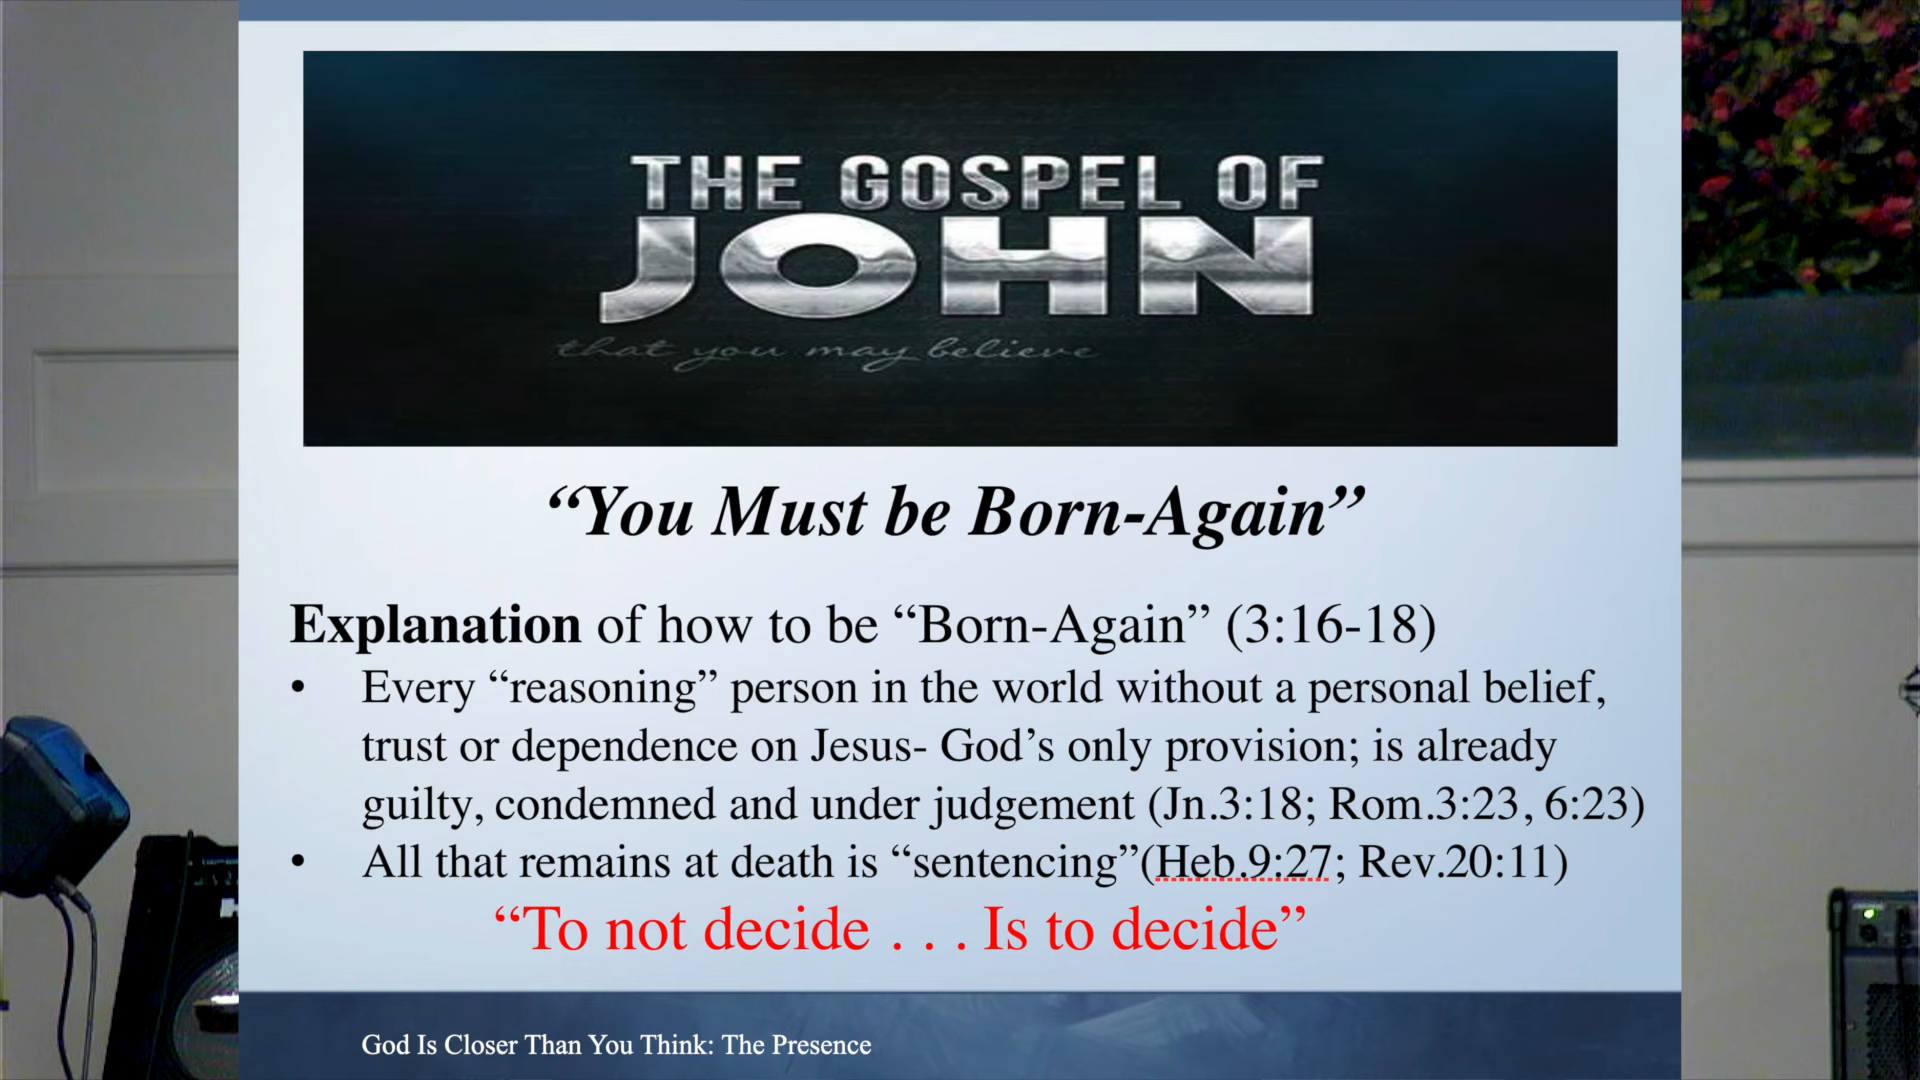 THE GOSPEL OF
JOHN
that you may believe
“You Must be Born-Again”
Explanation of how to be “Born-Again” (3:16-18)
• Every “reasoning” person in the world without a personal belief,
trust or dependence on Jesus- God’s only provision; is already
guilty, condemned and under judgement (Jn.3:18; Rom.3:23, 6:23)
• All that remains at death is “sentencing”(Heb.9:27; Rev.20:11)
“To not decide . . . Is to decide”
God Is Closer Than You Think: The Presence